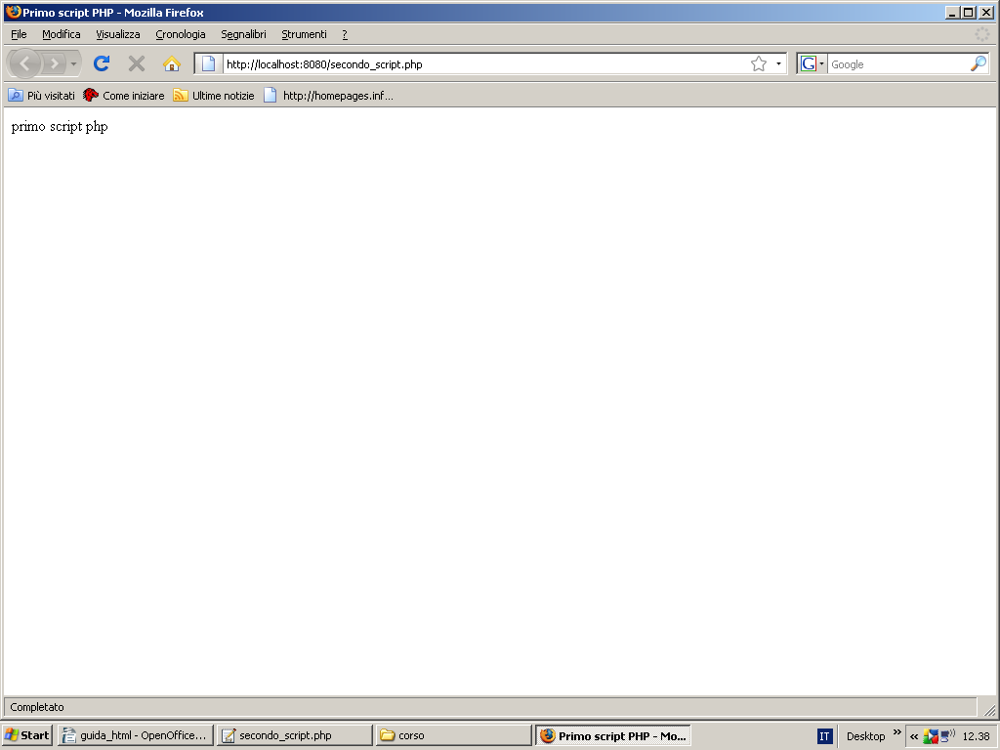 Primo script PHP - Mozilla Firefox
File Modifica Visualizza Cronologia Segnalibri Strumenti ?
http://localhost:8080/secondo_script.php G Google
Più visitati Come iniziare Ultime notizie http://homepages.inf...
primo script php
Completato
Start guida_html - OpenOffice... secondo_script.php corso Primo script PHP - Mo... IT Desktop » « 12.38